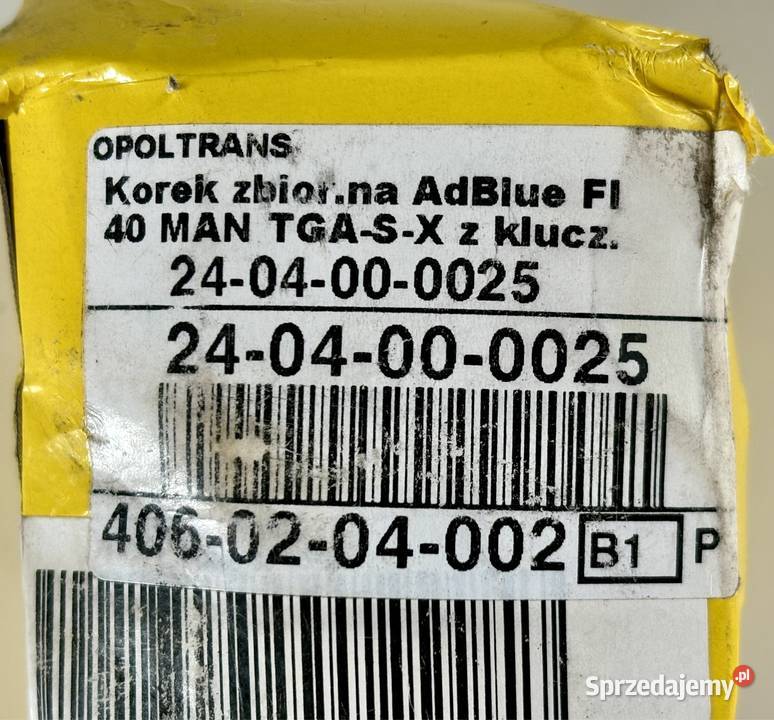 OPOLTRANS
Korek zbior.na AdBlue FI
40 MAN TGA-S-X z klucz.
24-04-00-0025
24-04-00-0025
406-02-04-002 B1 P
Sprzedajemy.pl